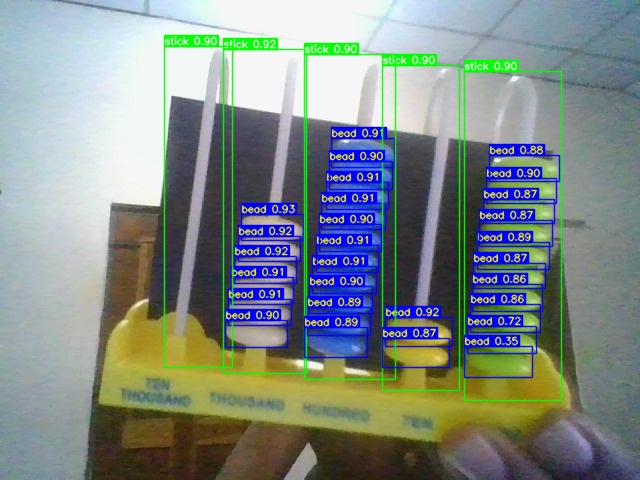 stick 0.90
stick 0.92
stick 0.90
stick 0.90
stick 0.90
bead 0.91
bead 0.90
bead 0.91
bead 0.91
bead 0.90
bead 0.91
bead 0.91
bead 0.90
bead 0.89
bead 0.89
bead 0.93
bead 0.92
bead 0.92
bead 0.91
bead 0.91
bead 0.90
bead 0.92
bead 0.87
bead 0.88
bead 0.90
bead 0.87
bead 0.87
bead 0.89
bead 0.87
bead 0.86
bead 0.86
bead 0.72
bead 0.35
TEN
THOUSAND
THOUSAND
HUNDRED
TEN